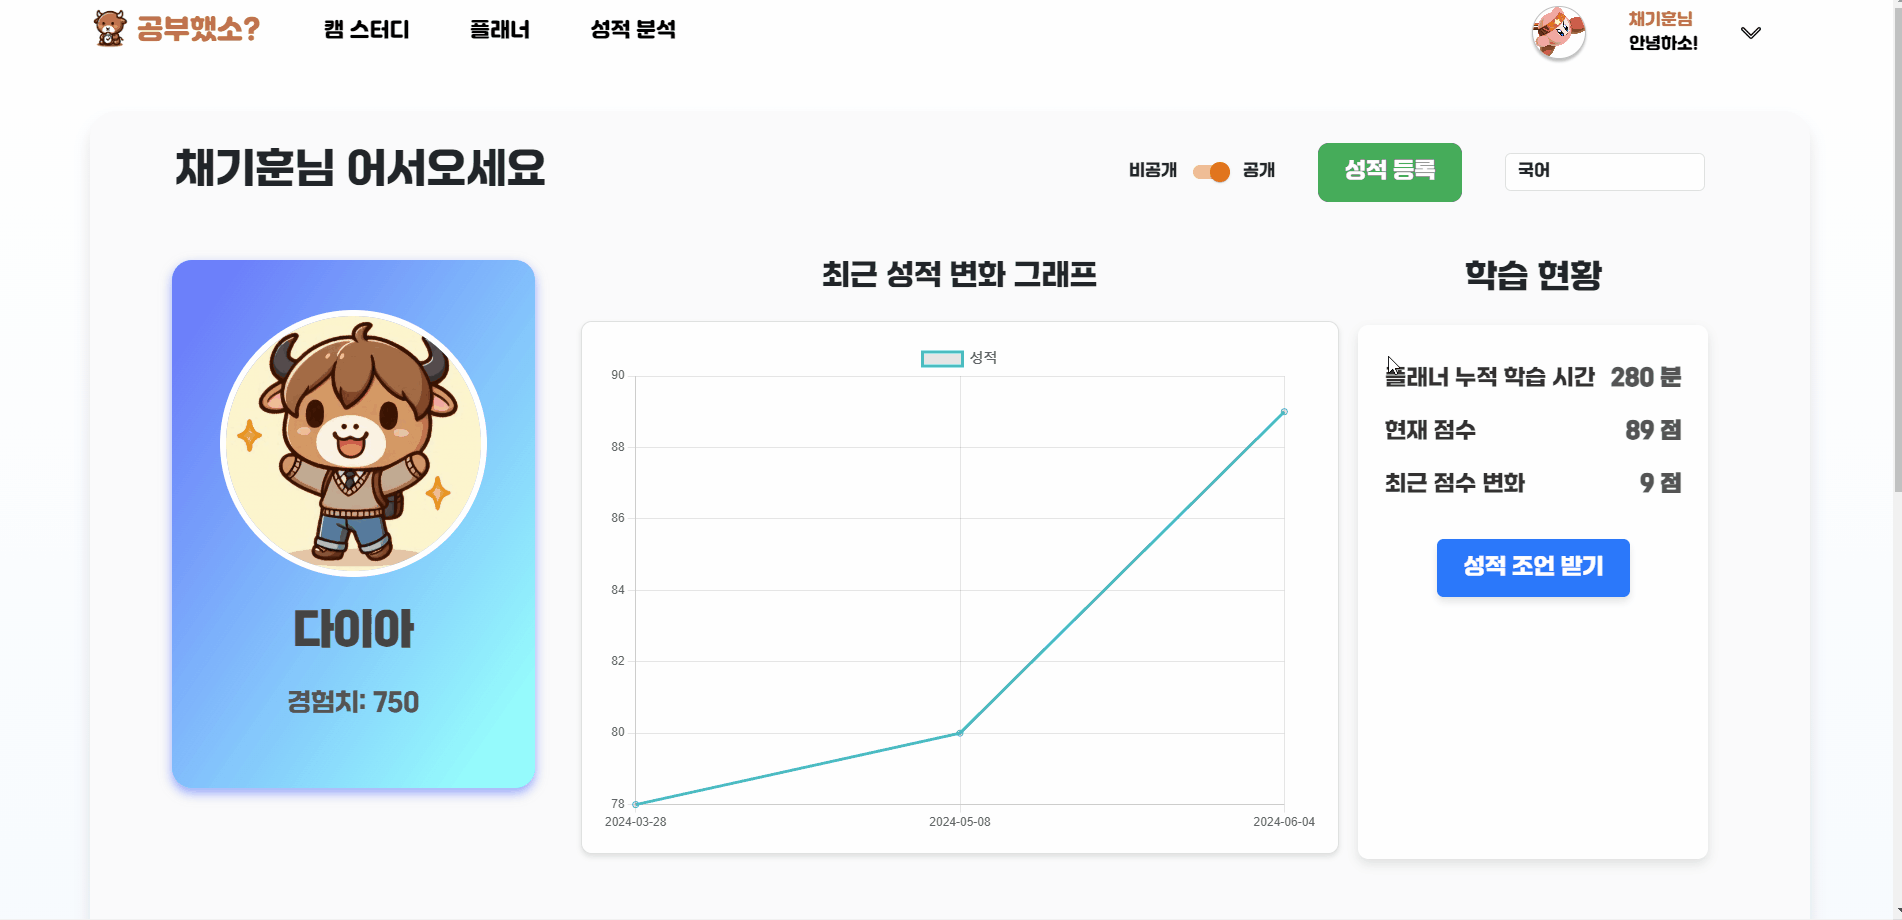 공부했소?
캠 스터디
플래너
성적 분석
채기훈님
안녕하소!
채기훈님 어서오세요
비공개
공개
성적 등록
국어
다이아
경험치: 750
최근 성적 변화 그래프
성적
90
88
86
84
82
80
78
2024-03-28
2024-05-08
2024-06-04
학습 현황
플래너 누적 학습 시간 280 분
현재 점수 89 점
최근 점수 변화 9 점
성적 조언 받기